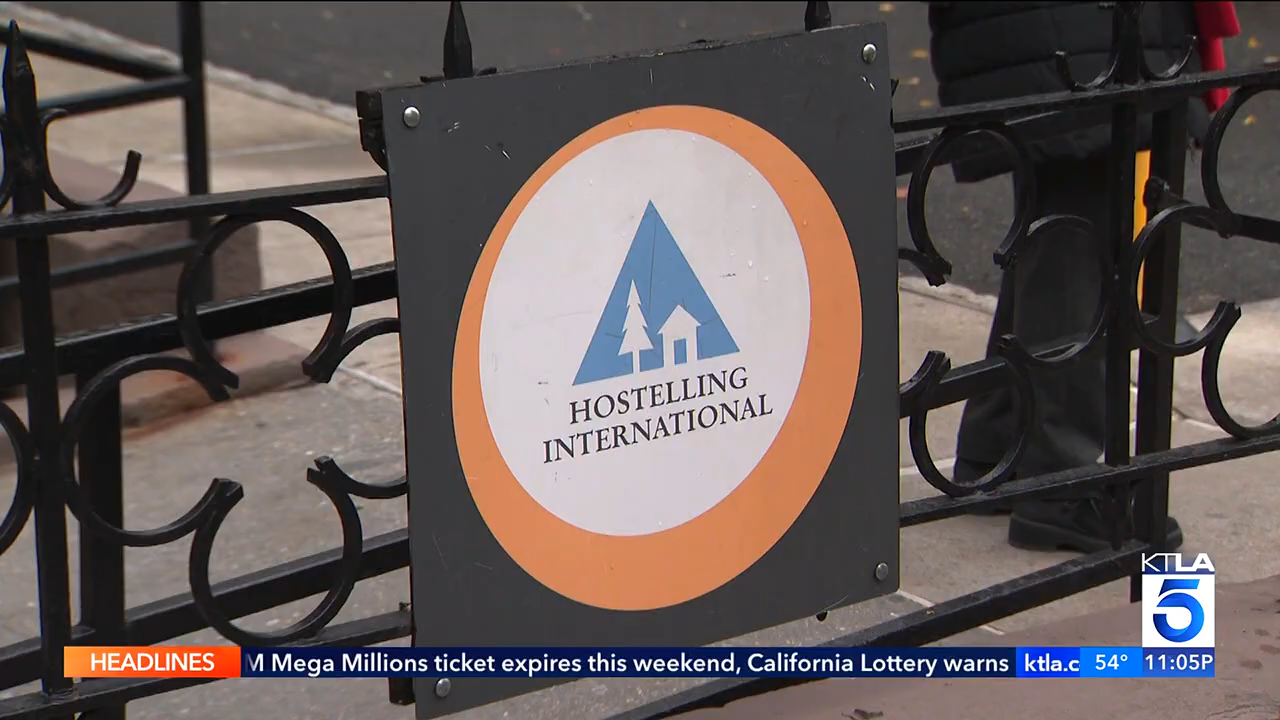 HOSTELLING
INTERNATIONAL
KTLA
5
HEADLINES
M Mega Millions ticket expires this weekend, California Lottery warns
ktla.c
54° 11:05P